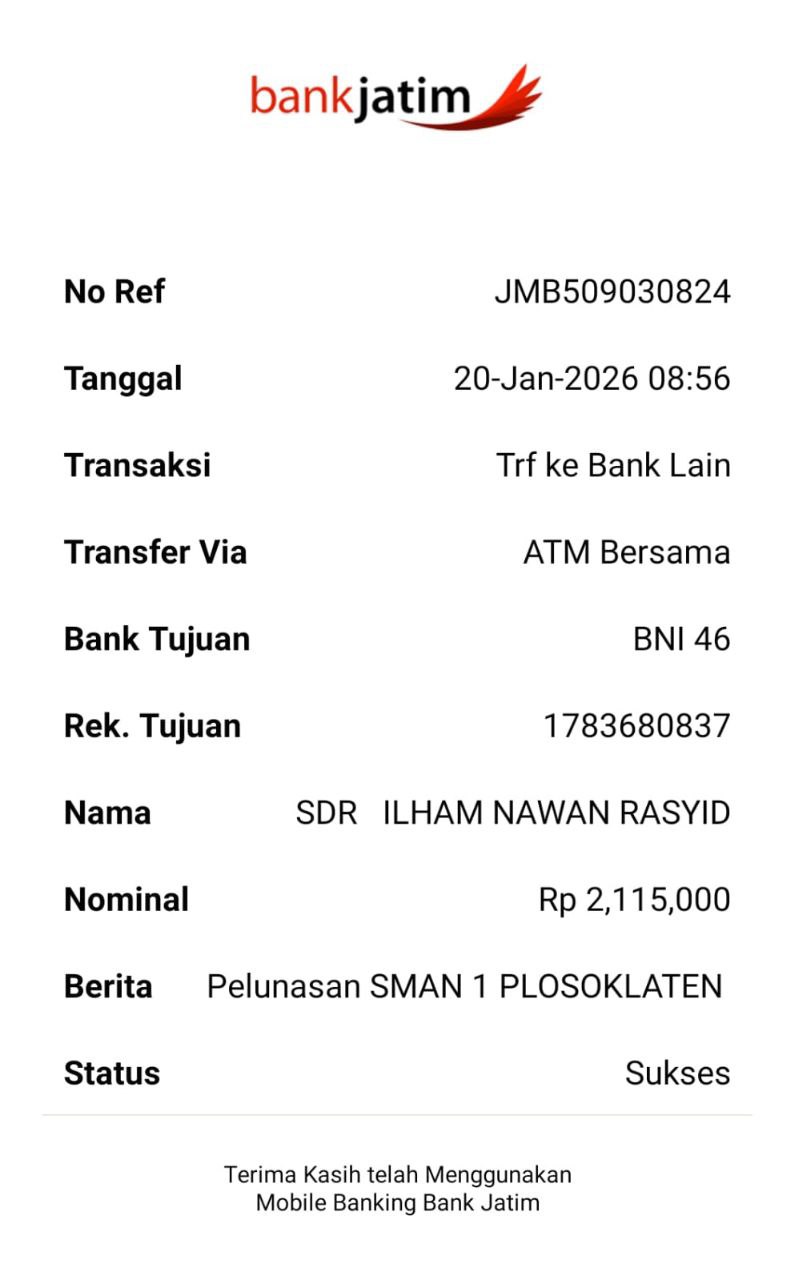 bankjatim
No Ref JMB509030824
Tanggal 20-Jan-2026 08:56
Transaksi Trf ke Bank Lain
Transfer Via ATM Bersama
Bank Tujuan BNI 46
Rek. Tujuan 1783680837
Nama SDR   ILHAM NAWAN RASYID
Nominal Rp 2,115,000
Berita Pelunasan SMAN 1 PLOSOKLATEN
Status Sukses
Terima Kasih telah Menggunakan
Mobile Banking Bank Jatim